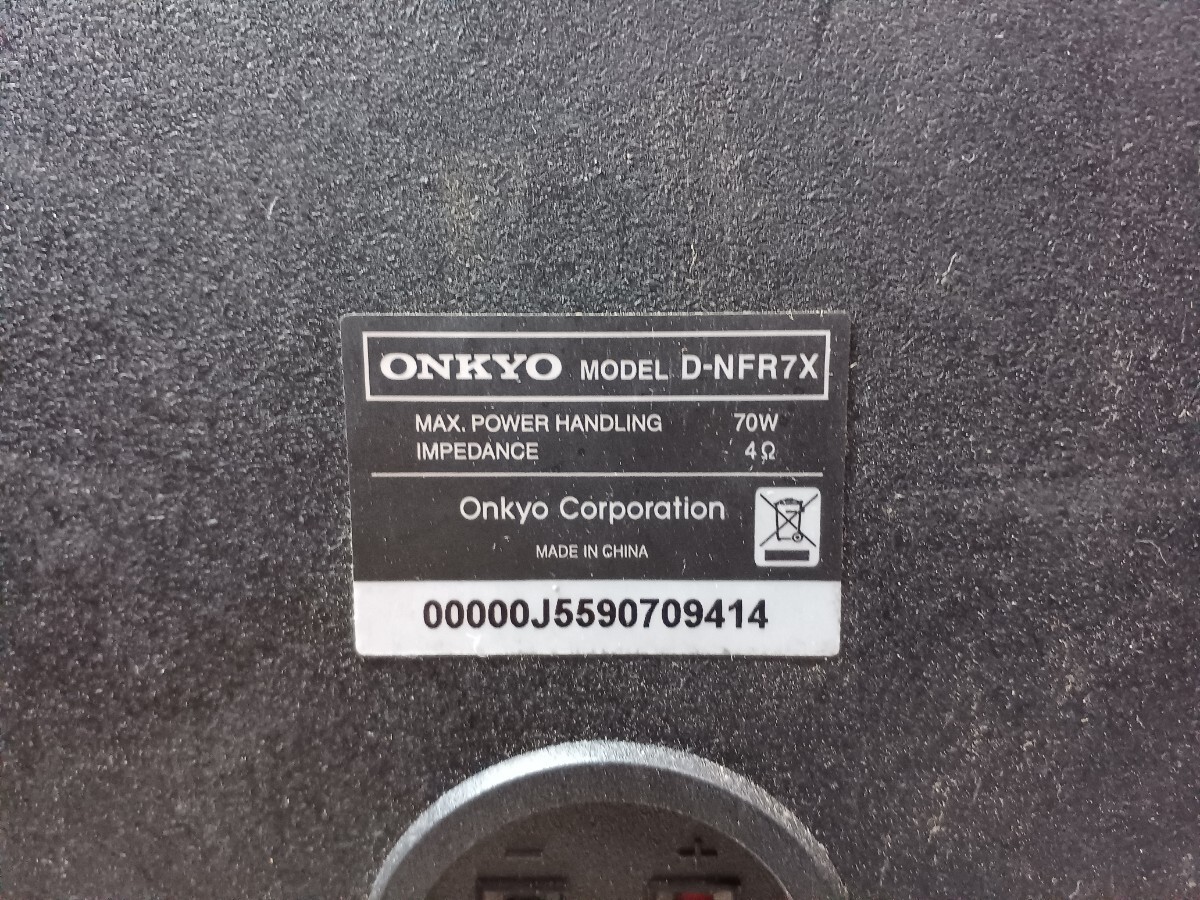 ONKYO MODEL D-NFR7X
MAX. POWER HANDLING 70W
IMPEDANCE 4Ω
Onkyo Corporation
MADE IN CHINA
00000J5590709414
− +